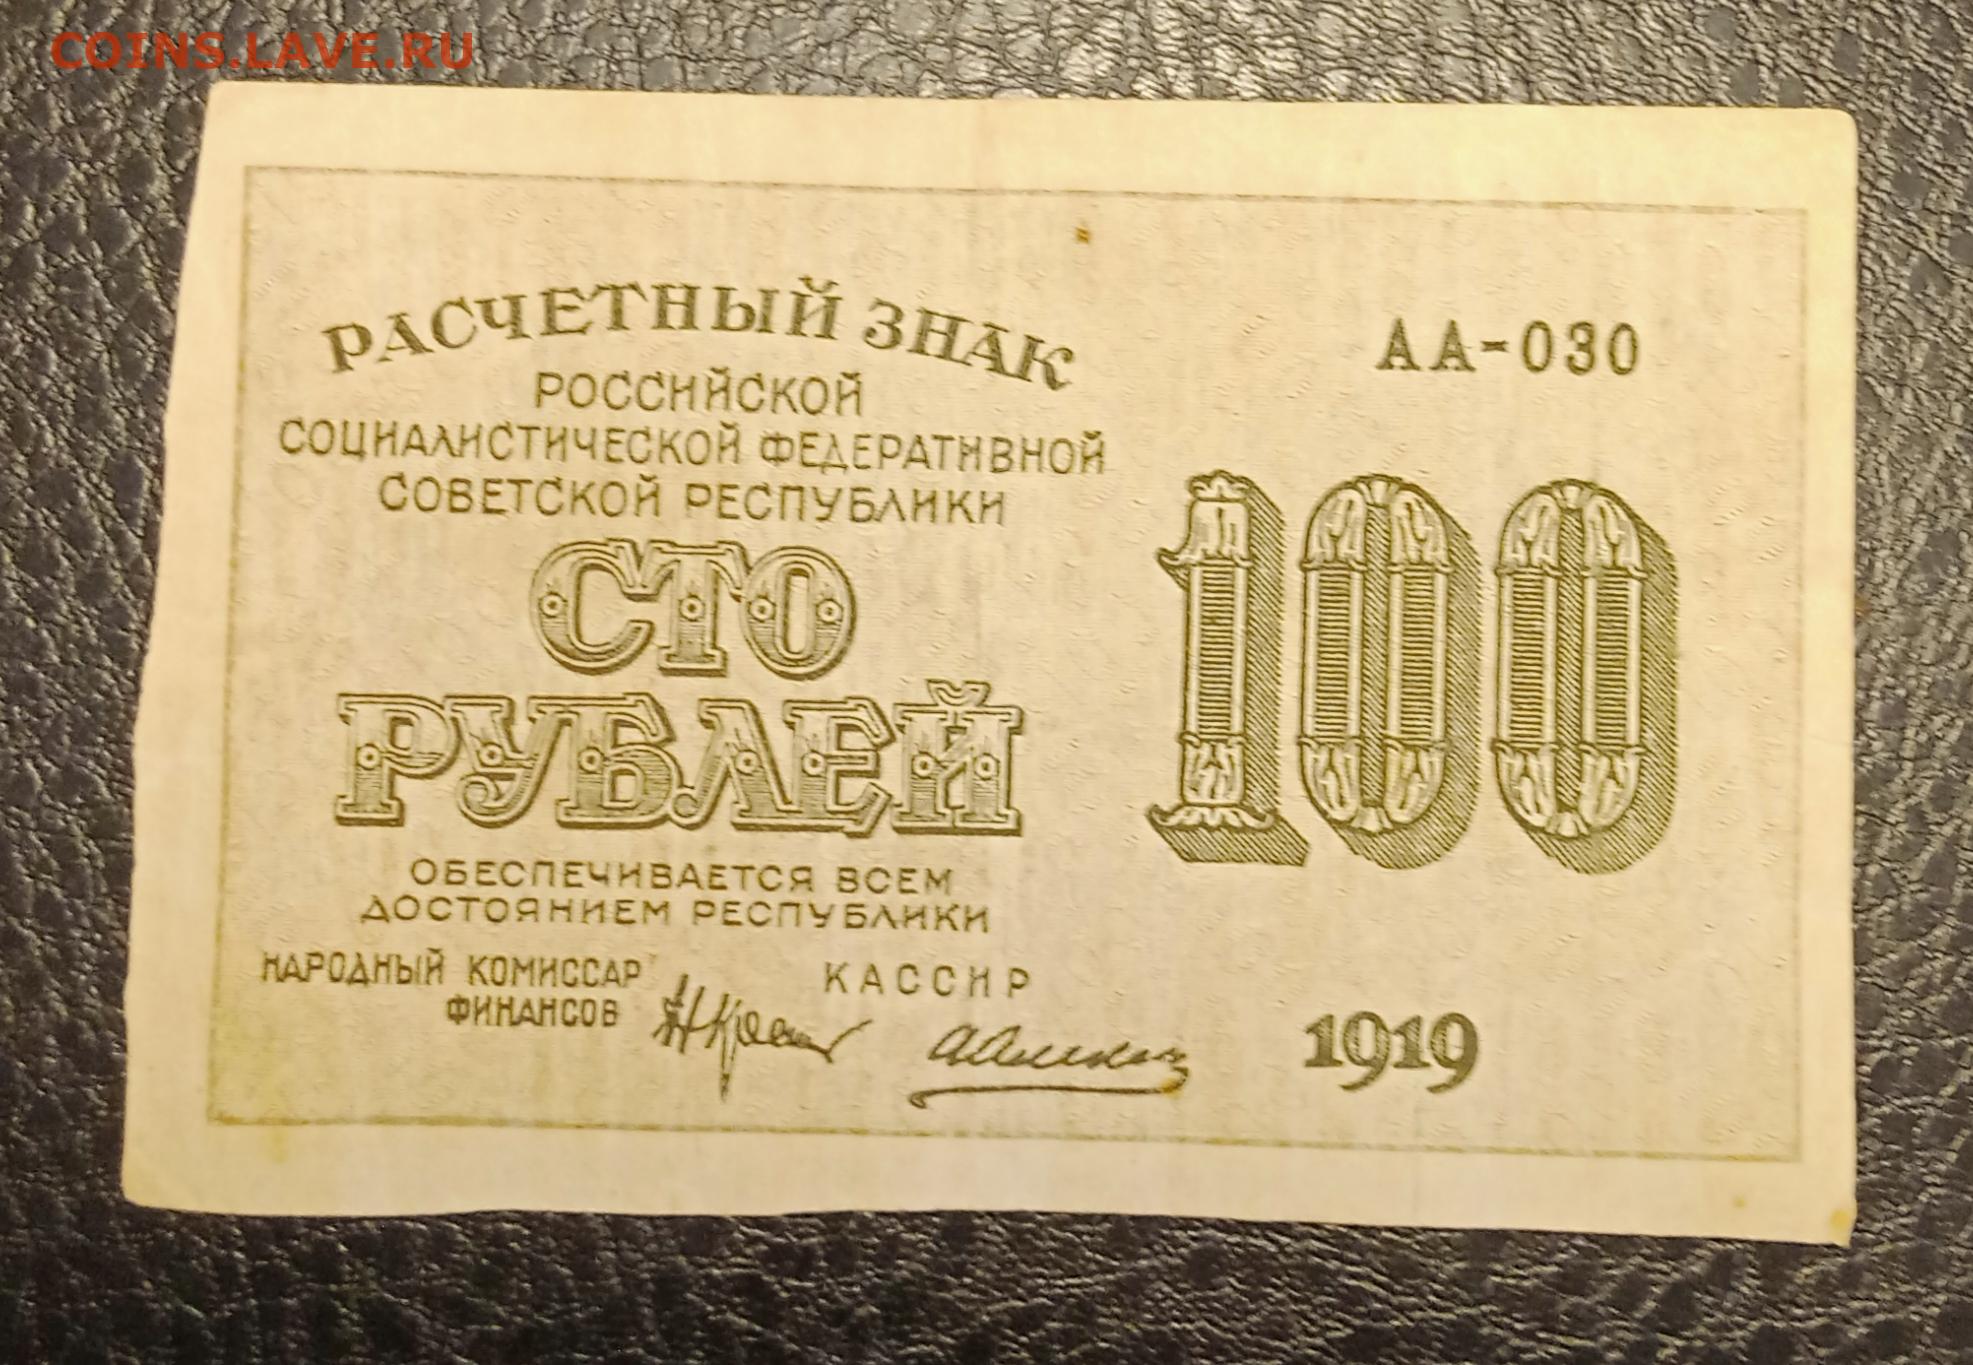 COINS.LAVE.RU
РАСЧЕТНЫЙ ЗНАК
АА-030
РОССИЙСКОЙ
СОЦИАЛИСТИЧЕСКОЙ ФЕДЕРАТИВНОЙ
СОВЕТСКОЙ РЕСПУБЛИКИ
СТО
РУБЛЕЙ
100
ОБЕСПЕЧИВАЕТСЯ ВСЕМ
ДОСТОЯНИЕМ РЕСПУБЛИКИ
НАРОДНЫЙ КОМИССАР
ФИНАНСОВ
КАССИР
1919